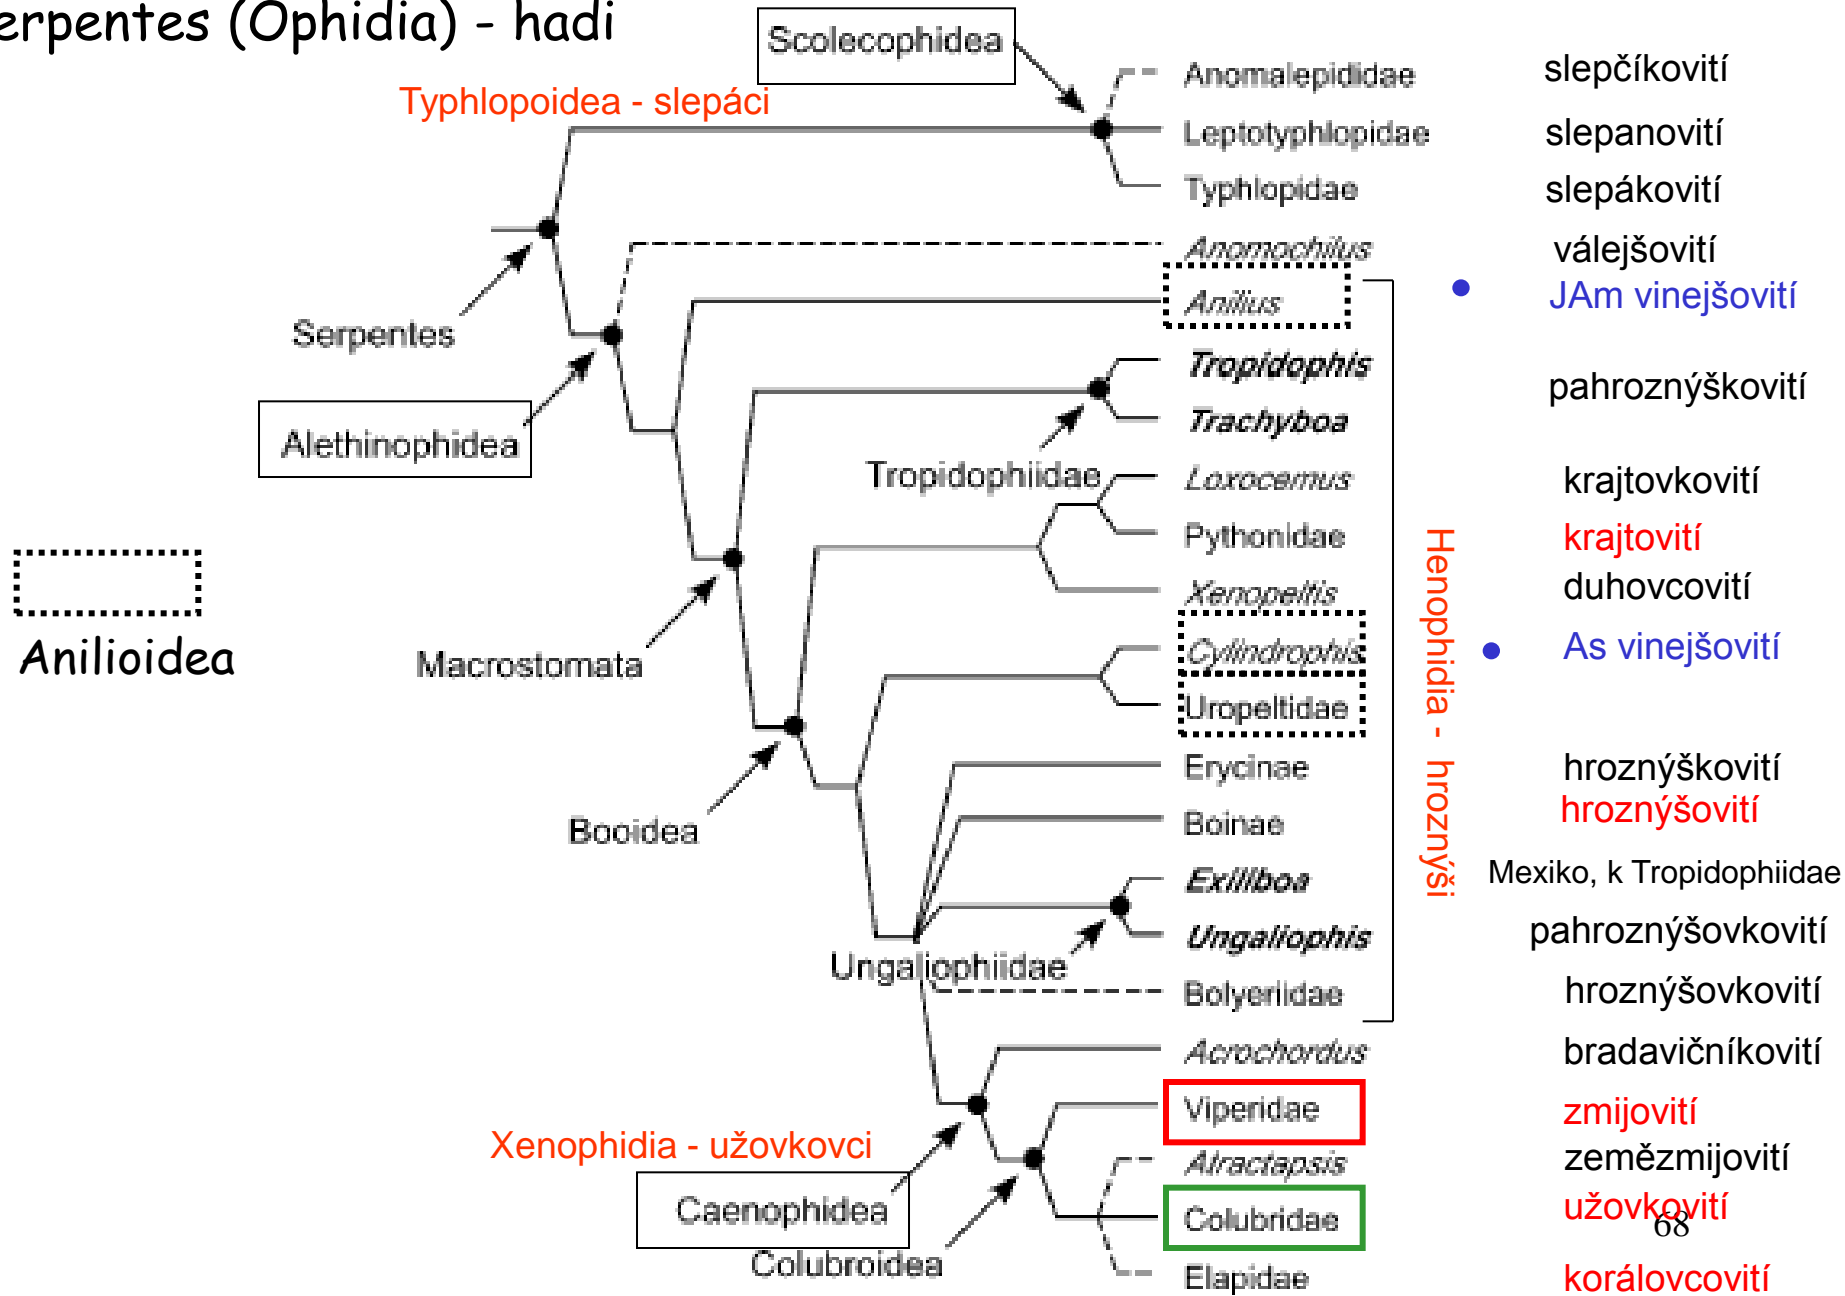 erpentes (Ophidia) - hadi
Scolecophidea
Typhlopoidea - slepáci
Anomalepididae slepčíkovití
Leptotyphlopidae slepanovití
Typhlopidae slepákovití
Anomochilus válejšovití
Anilius • JAm vinejšovití
Serpentes
Tropidophis
pahroznýškovití
Alethinophidea
Trachyboa
Tropidophiidae
Loxocemus krajtovkovití
Pythonidae krajtovití
Xenopeltis duhovcovití
Henophidia - hroznýši
Anilioidea
Macrostomata
Cylindrophis • As vinejšovití
Uropeltidae
Erycinae hroznýškovití
Booidea
Boinae hroznýšovití
Exiliboa Mexiko, k Tropidophiidae
Ungaliophis pahroznýšovkovití
Ungaliophiidae
Bolyeriidae hroznýšovkovití
Acrochordus bradavičníkovití
Viperidae zmijovití
Xenophidia - užovkovci
Atractapsis zemězmijovití
Caenophidea
Colubridae užovkovití
68
Colubroidea
Elapidae korálovcovití